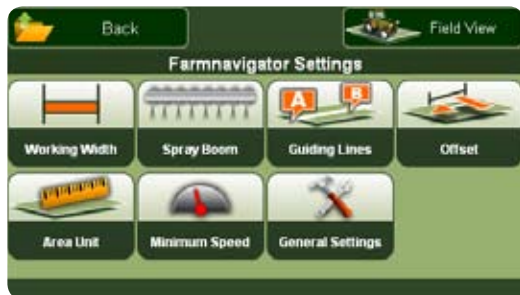 Back
Field View
Farmnavigator Settings
Working Width
Spray Boom
A
B
Guiding Lines
Offset
Area Unit
Minimum Speed
General Settings